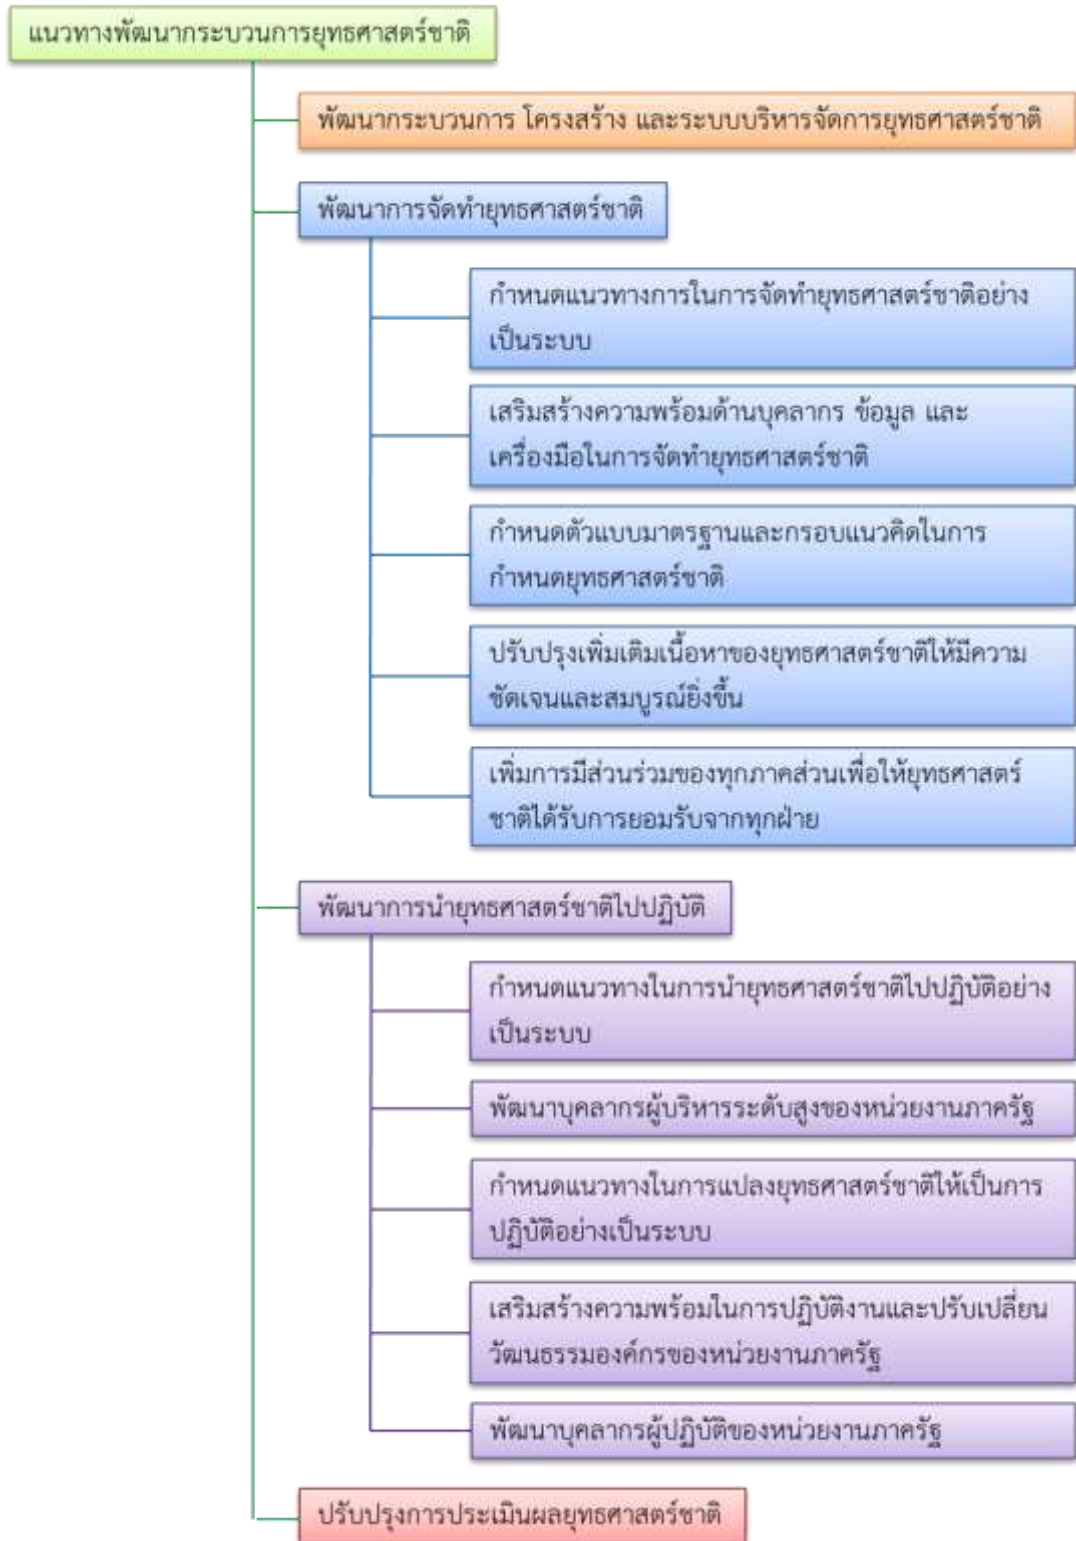 แนวทางพัฒนากระบวนการยุทธศาสตร์ชาติ
พัฒนากระบวนการ โครงสร้าง และระบบบริหารจัดการยุทธศาสตร์ชาติ
พัฒนาการจัดทำยุทธศาสตร์ชาติ
กำหนดแนวทางการในการจัดทำยุทธศาสตร์ชาติอย่าง
เป็นระบบ
เสริมสร้างความพร้อมด้านบุคลากร ข้อมูล และ
เครื่องมือในการจัดทำยุทธศาสตร์ชาติ
กำหนดตัวแบบมาตรฐานและกรอบแนวคิดในการ
กำหนดยุทธศาสตร์ชาติ
ปรับปรุงเพิ่มเติมเนื้อหาของยุทธศาสตร์ชาติให้มีความ
ชัดเจนและสมบูรณ์ยิ่งขึ้น
เพิ่มการมีส่วนร่วมของทุกภาคส่วนเพื่อให้ยุทธศาสตร์
ชาติได้รับการยอมรับจากทุกฝ่าย
พัฒนาการนำยุทธศาสตร์ชาติไปปฏิบัติ
กำหนดแนวทางในการนำยุทธศาสตร์ชาติไปปฏิบัติอย่าง
เป็นระบบ
พัฒนาบุคลากรผู้บริหารระดับสูงของหน่วยงานภาครัฐ
กำหนดแนวทางในการแปลงยุทธศาสตร์ชาติให้เป็นการ
ปฏิบัติอย่างเป็นระบบ
เสริมสร้างความพร้อมในการปฏิบัติงานและปรับเปลี่ยน
วัฒนธรรมองค์กรของหน่วยงานภาครัฐ
พัฒนาบุคลากรผู้ปฏิบัติของหน่วยงานภาครัฐ
ปรับปรุงการประเมินผลยุทธศาสตร์ชาติ